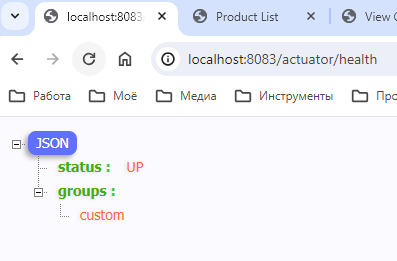 localhost:8083,
Product List
View C
localhost:8083/actuator/health
Работа
Моё
Медиа
Инструменты
Про
JSON
status : UP
groups :
custom